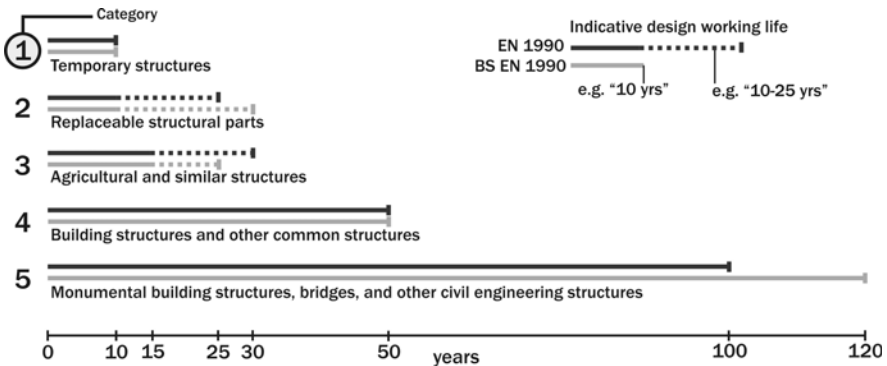 Category
1
Temporary structures
2
Replaceable structural parts
3
Agricultural and similar structures
4
Building structures and other common structures
5
Monumental building structures, bridges, and other civil engineering structures
Indicative design working life
EN 1990
BS EN 1990
e.g. “10 yrs”
e.g. “10-25 yrs”
0 10 15 25 30 50 years 100 120